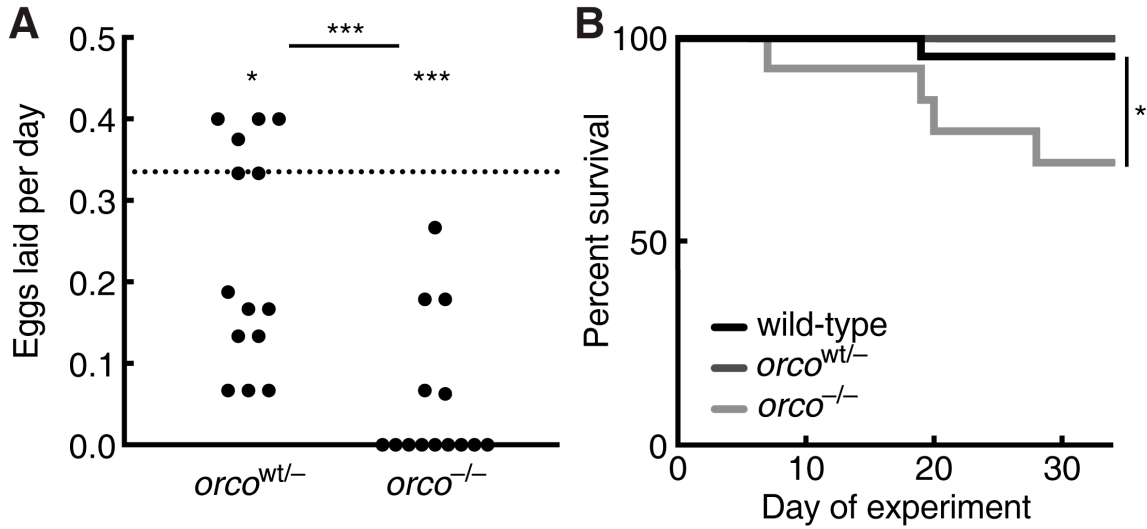 A
Eggs laid per day
0.5
0.4
0.3
0.2
0.1
0.0
***
*
***
orco^wt/–
orco^–/–
B
Percent survival
100
50
0
wild-type
orco^wt/–
orco^–/–
*
0 10 20 30
Day of experiment